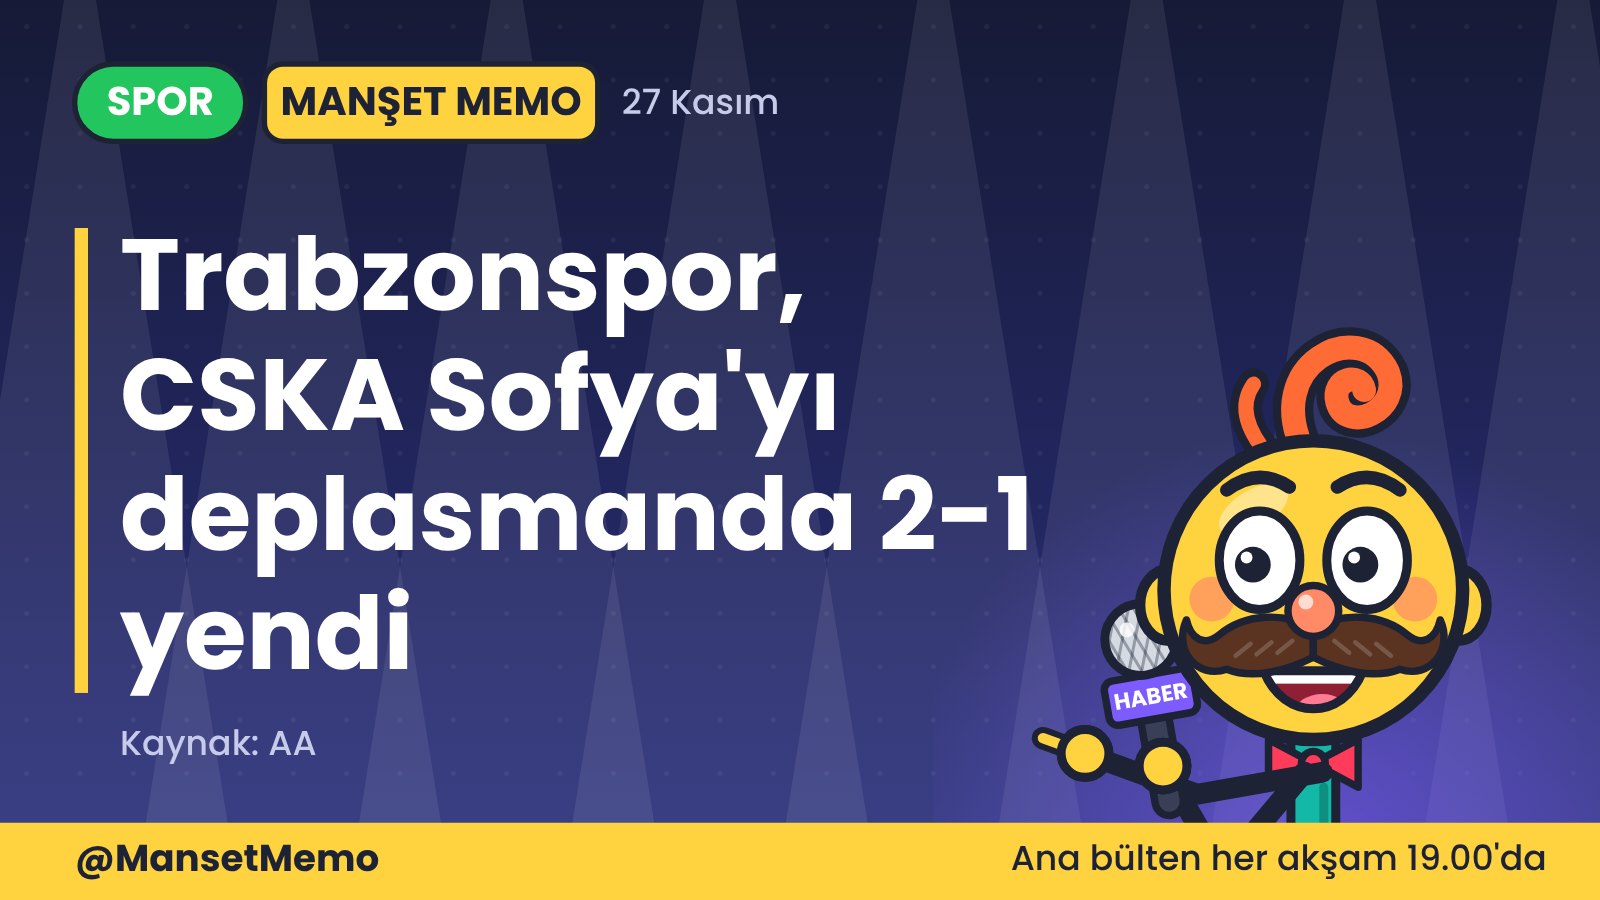 SPOR
MANŞET MEMO
27 Kasım
Trabzonspor,
CSKA Sofya'yı
deplasmanda 2-1
yendi
HABER
Kaynak: AA
@MansetMemo
Ana bülten her akşam 19.00'da